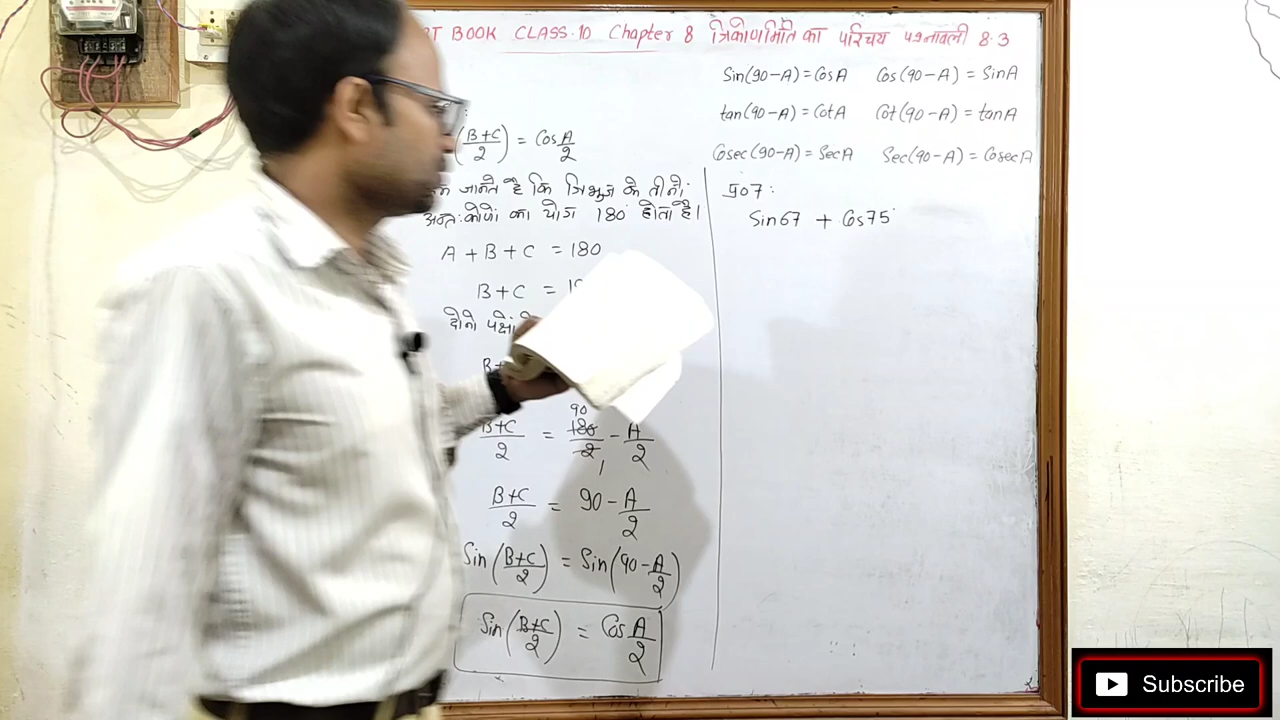 BOOK CLASS-10 Chapter 8 त्रिकोणमिति का परिचय प्रश्नावली 8.3
Sin(90-A)=CosA Cos(90-A)=SinA
tan(90-A)=CotA Cot(90-A)=tanA
Cosec(90-A)=SecA Sec(90-A)=CosecA
(B+C/2) = Cos A/2
जानते है कि त्रिभुज के तीनो
अन्तःकोणो का योग 180 होता है।
A + B + C = 180
B+C =
दोनो पक्षो
B+C/2 = 180/2 - A/2
90
1
B+C/2 = 90 - A/2
Sin(B+C/2) = Sin(90 - A/2)
Sin(B+C/2) = Cos A/2
प्र07:
Sin67 + Cos75°
Subscribe